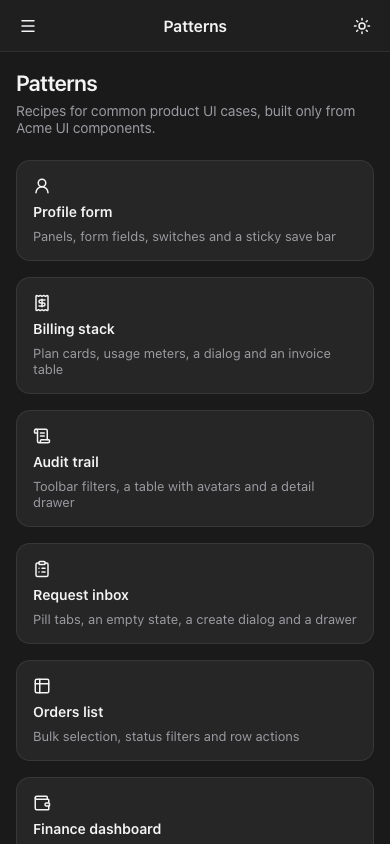 Patterns
Patterns
Recipes for common product UI cases, built only from
Acme UI components.
Profile form
Panels, form fields, switches and a sticky save bar
Billing stack
Plan cards, usage meters, a dialog and an invoice
table
Audit trail
Toolbar filters, a table with avatars and a detail
drawer
Request inbox
Pill tabs, an empty state, a create dialog and a drawer
Orders list
Bulk selection, status filters and row actions
Finance dashboard